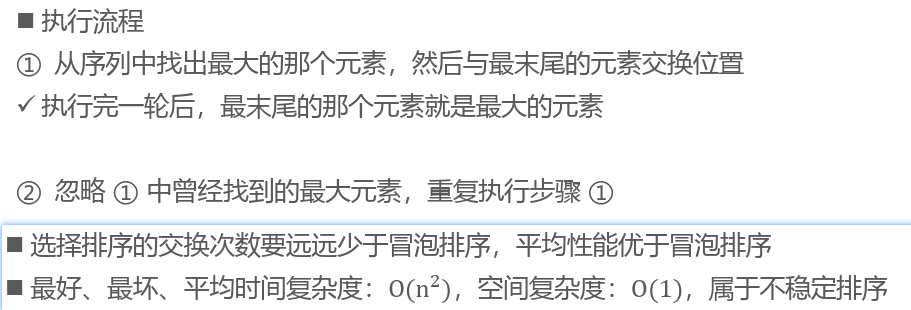 ■ 执行流程
① 从序列中找出最大的那个元素，然后与最末尾的元素交换位置
✓ 执行完一轮后，最末尾的那个元素就是最大的元素
② 忽略 ① 中曾经找到的最大元素，重复执行步骤 ①
■ 选择排序的交换次数要远远少于冒泡排序，平均性能优于冒泡排序
■ 最好、最坏、平均时间复杂度：O(n²)，空间复杂度：O(1)，属于不稳定排序